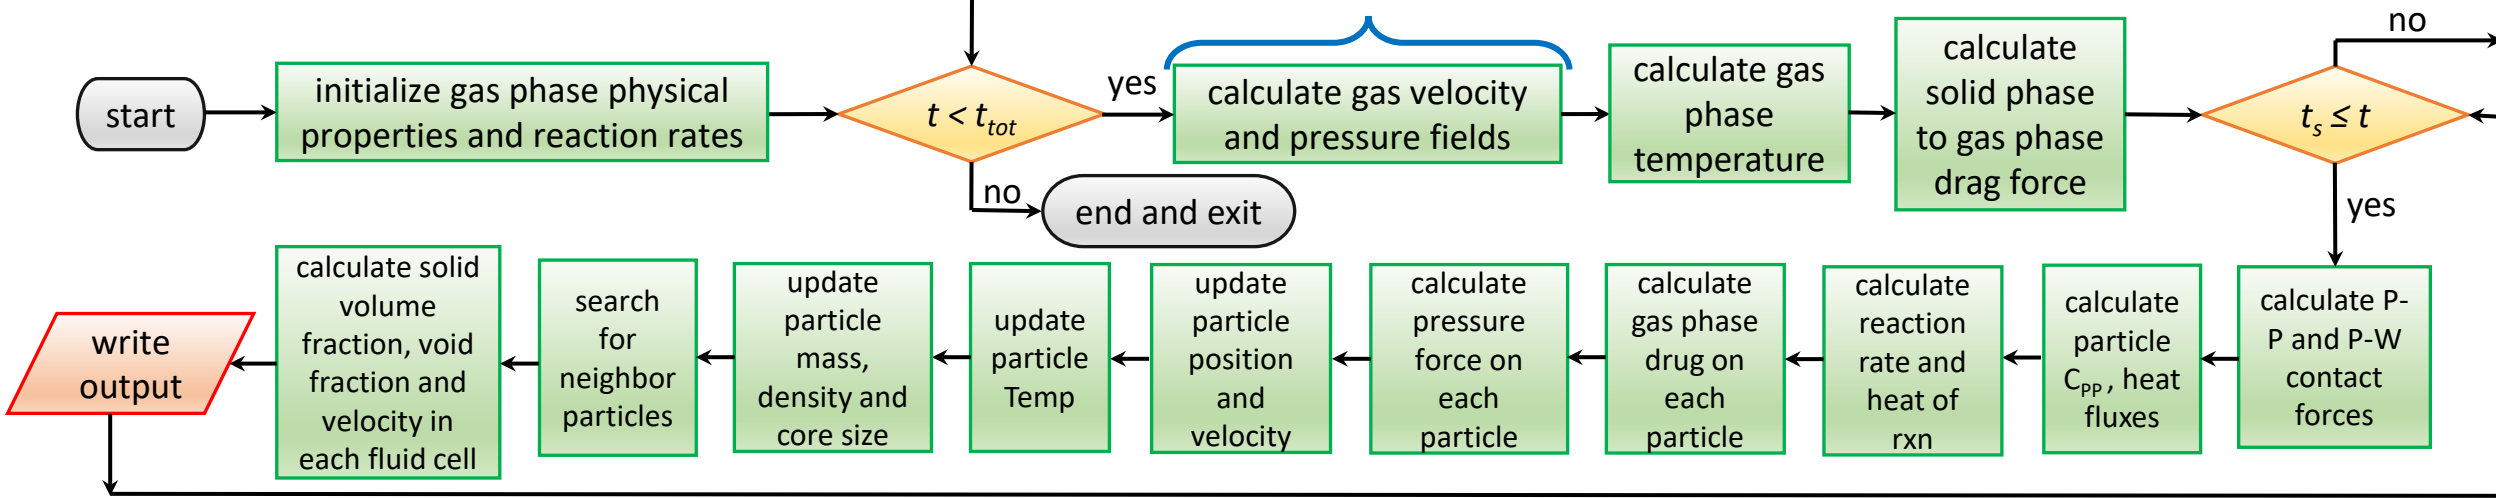 start
initialize gas phase physical
properties and reaction rates
t < t_tot
yes
no
end and exit
calculate gas velocity
and pressure fields
calculate gas
phase
temperature
calculate
solid phase
to gas phase
drag force
t_s ≤ t
no
yes
calculate P-
P and P-W
contact
forces
calculate
particle
C_PP, heat
fluxes
calculate
reaction
rate and
heat of
rxn
calculate
gas phase
drug on
each
particle
calculate
pressure
force on
each
particle
update
particle
position
and
velocity
update
particle
Temp
update
particle
mass,
density and
core size
search
for
neighbor
particles
calculate solid
volume
fraction, void
fraction and
velocity in
each fluid cell
write
output